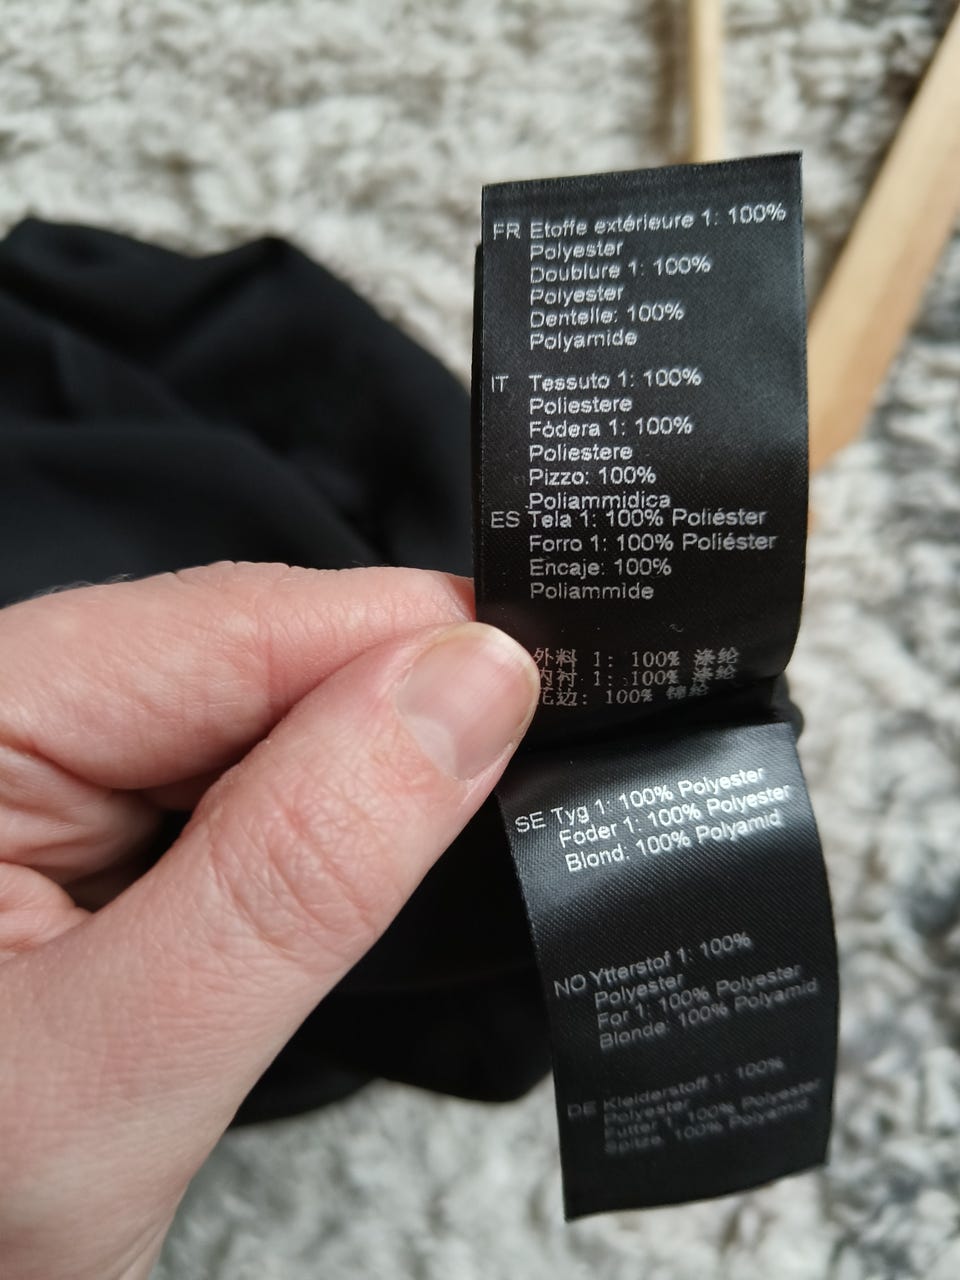 FR Etoffe extérieure 1: 100%
Polyester
Doublure 1: 100%
Polyester
Dentelle: 100%
Polyamide
IT Tessuto 1: 100%
Poliestere
Fòdera 1: 100%
Poliestere
Pizzo: 100%
Poliammidica
ES Tela 1: 100% Poliéster
Forro 1: 100% Poliéster
Encaje: 100%
Poliammide
外料 1: 100% 涤纶
内衬 1: 100% 涤纶
花边: 100% 锦纶
SE Tyg 1: 100% Polyester
Foder 1: 100% Polyester
Blond: 100% Polyamid
NO Ytterstof 1: 100%
Polyester
For 1: 100% Polyester
Blonde: 100% Polyamid
DE Kleiderstoff 1: 100%
Polyester
Futter 1: 100% Polyester
Spitze: 100% Polyamid